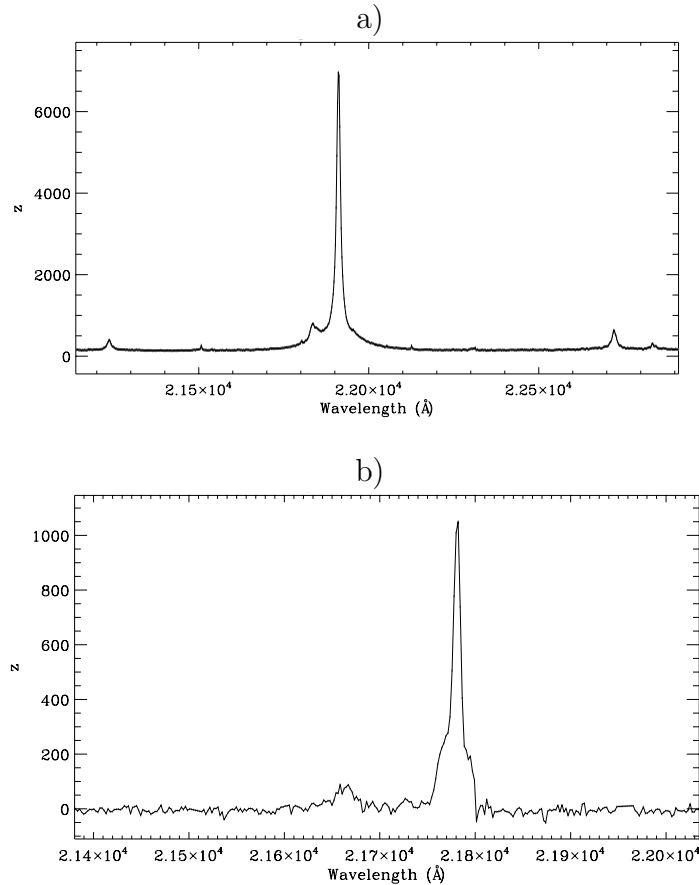 a)
6000
4000
2000
0
z
2.15×10⁴ 2.20×10⁴ 2.25×10⁴
Wavelength (Å)
b)
1000
800
600
400
200
0
z
2.14×10⁴ 2.15×10⁴ 2.16×10⁴ 2.17×10⁴ 2.18×10⁴ 2.19×10⁴ 2.20×10⁴
Wavelength (Å)